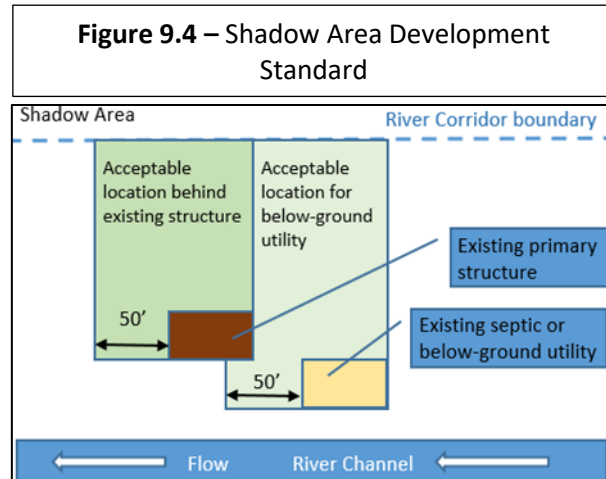 Figure 9.4 – Shadow Area Development
Standard
Shadow Area
River Corridor boundary
Acceptable
location behind
existing structure
Acceptable
location for
below-ground
utility
Existing primary
structure
50’
Existing septic or
below-ground utility
50’
Flow
River Channel